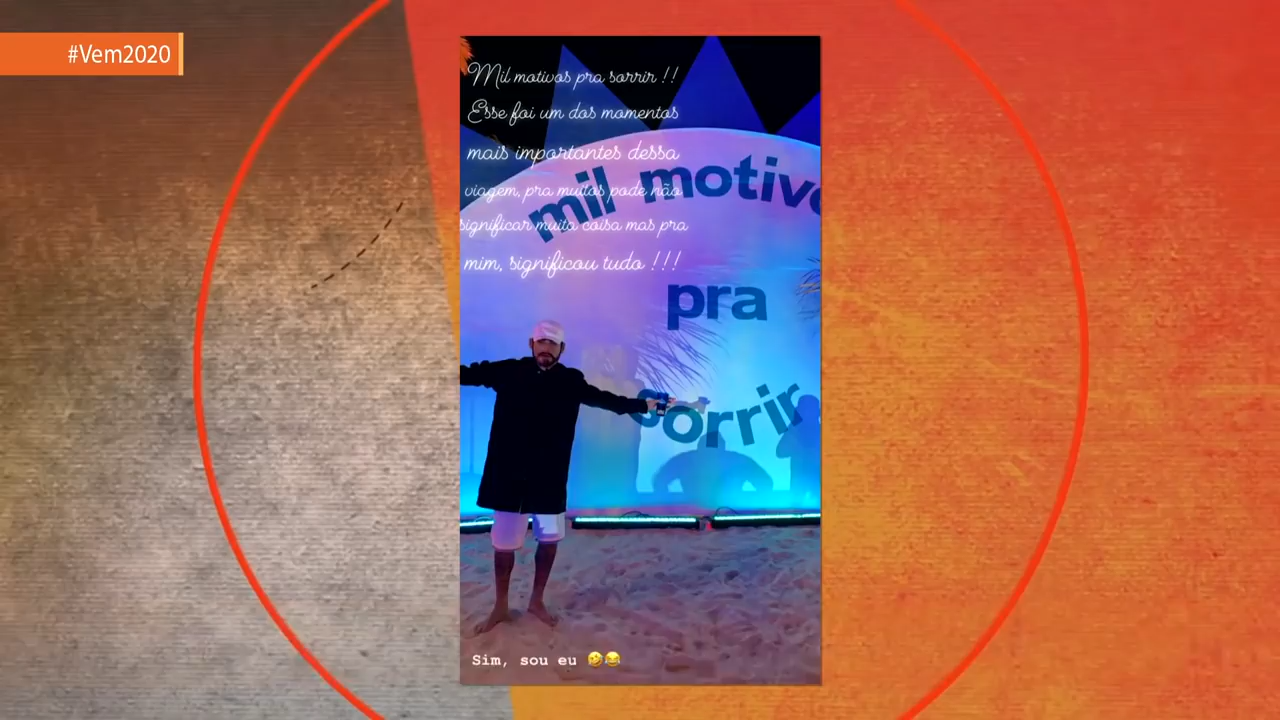 #Vem2020
Mil motivos pra sorrir !!
Esse foi um dos momentos
mais importantes dessa
viagem, pra muitos pode não
significar muita coisa mas pra
mim, significou tudo !!!
mil motivo
pra
sorrir
Sim, sou eu 🤣😂